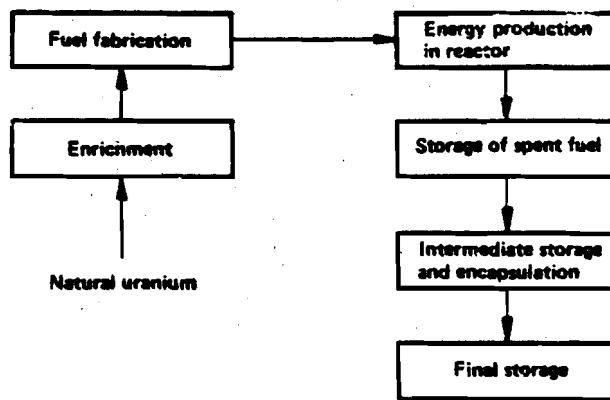 Fuel fabrication
Energy production
in reactor
Enrichment
Storage of spent fuel
Natural uranium
Intermediate storage
and encapsulation
Final storage